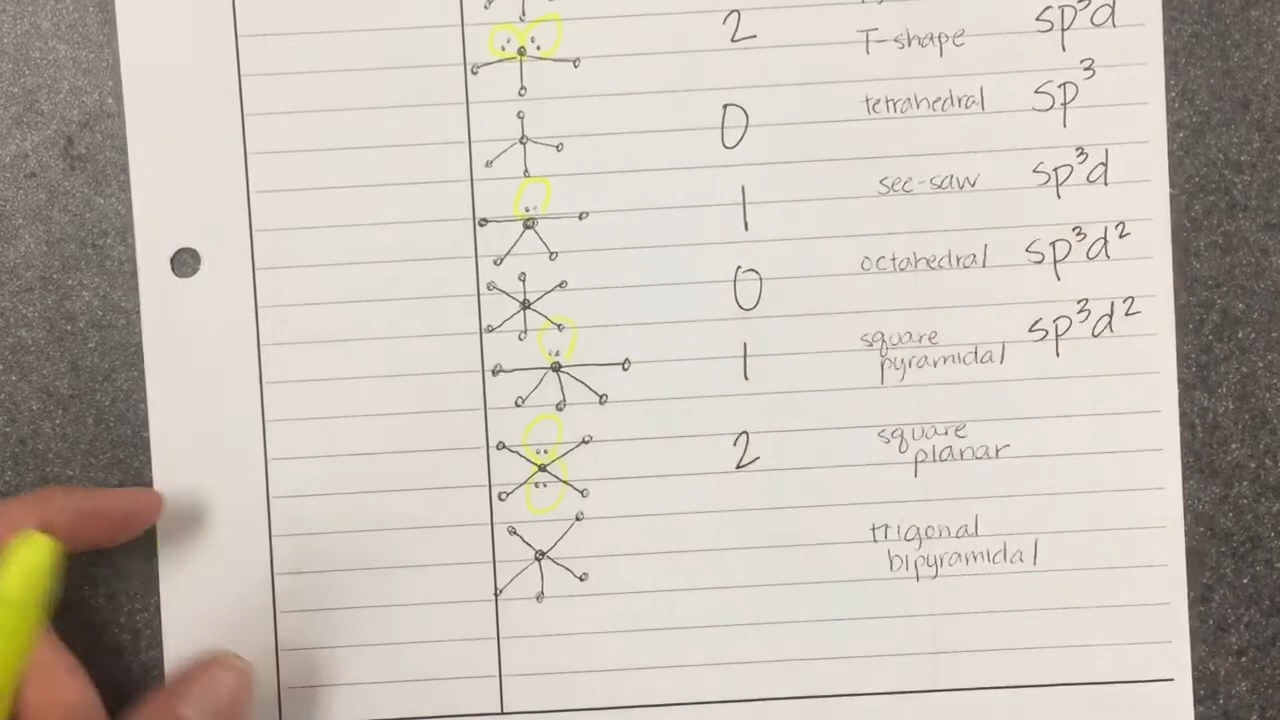 2 T-shape sp³d
0 tetrahedral sp³
1 see-saw sp³d
0 octahedral sp³d²
1 square pyramidal sp³d²
2 square planar
trigonal bipyramidal